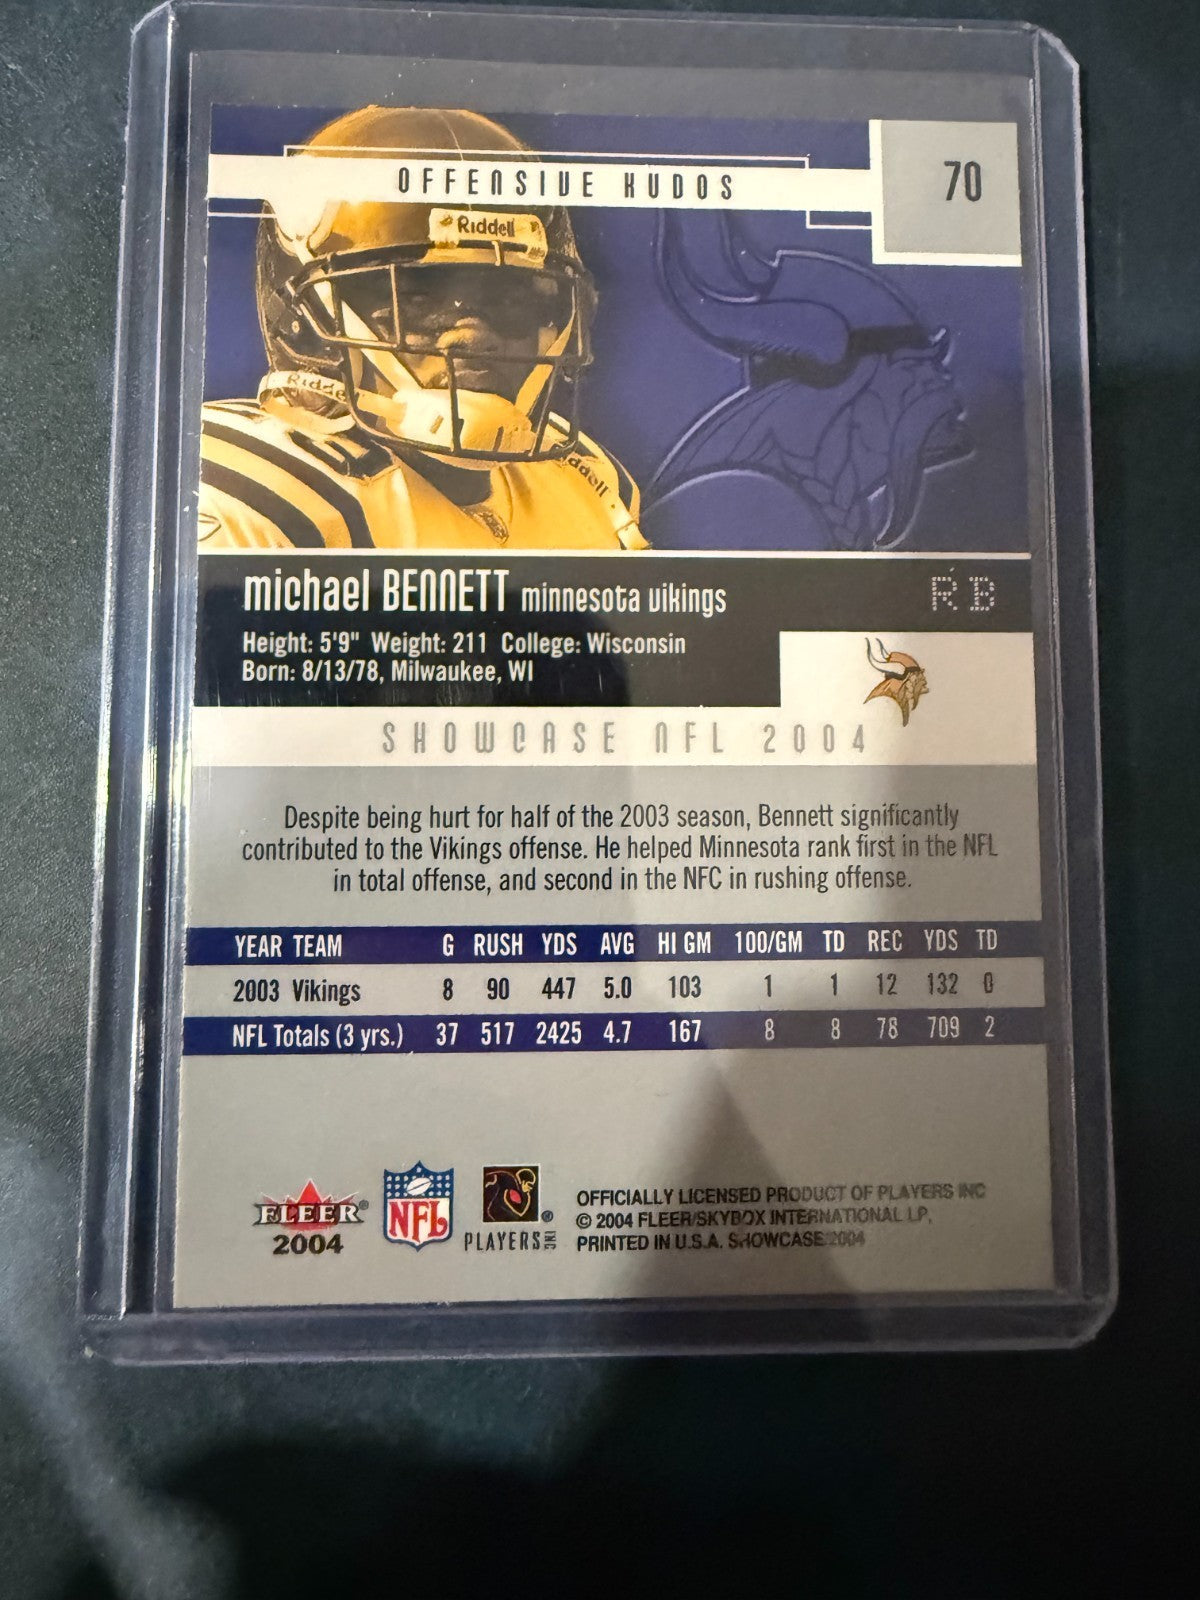 OFFENSIVE KUDOS
70
Riddell
Riddell
Riddell
michael BENNETT minnesota vikings
RB
Height: 5'9" Weight: 211 College: Wisconsin
Born: 8/13/78, Milwaukee, WI
SHOWCASE NFL 2004
Despite being hurt for half of the 2003 season, Bennett significantly
contributed to the Vikings offense. He helped Minnesota rank first in the NFL
in total offense, and second in the NFC in rushing offense.
YEAR TEAM G RUSH YDS AVG HI GM 100/GM TD REC YDS TD
2003 Vikings 8 90 447 5.0 103 1 1 12 132 0
NFL Totals (3 yrs.) 37 517 2425 4.7 167 8 8 78 709 2
FLEER®
2004
NFL
PLAYERS INC
®
OFFICIALLY LICENSED PRODUCT OF PLAYERS INC
© 2004 FLEER/SKYBOX INTERNATIONAL LP,
PRINTED IN U.S.A. SHOWCASE 2004